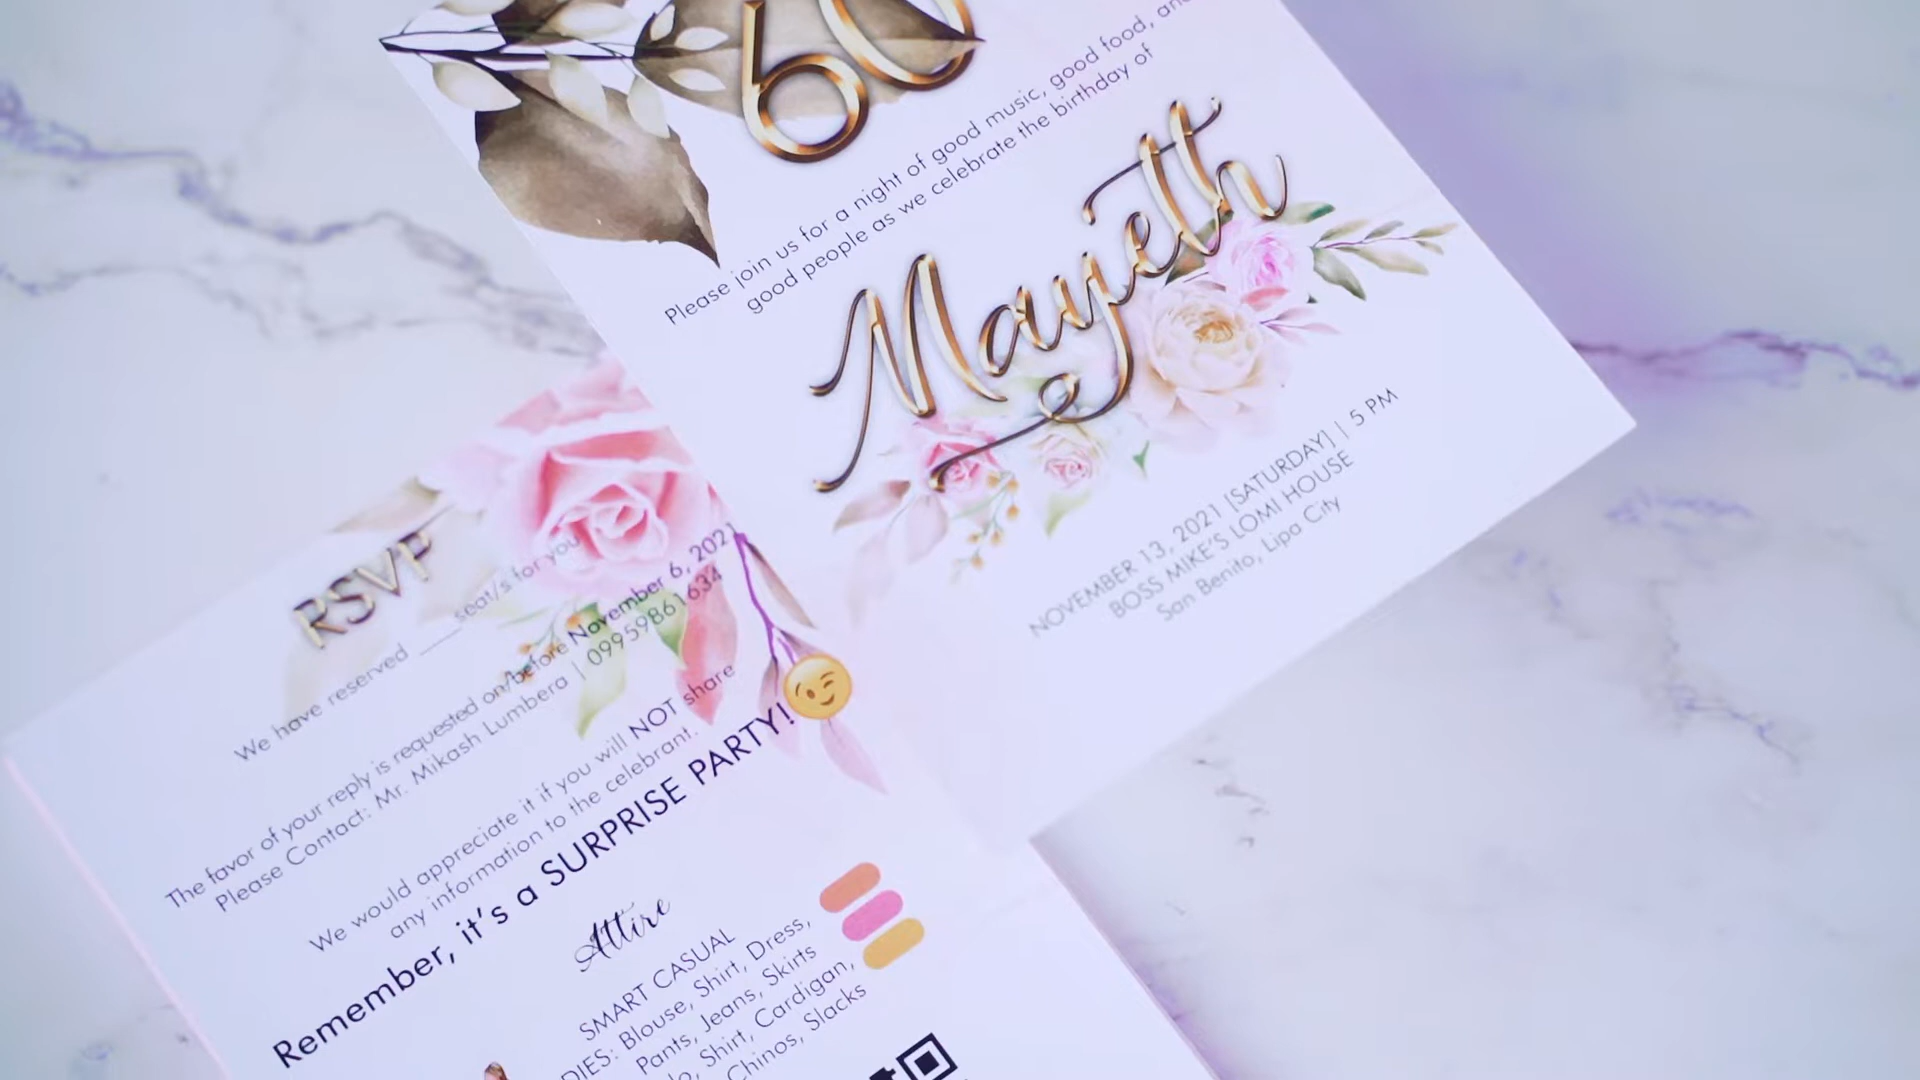 60
Please join us for a night of good music, good food, and
good people as we celebrate the birthday of
Mayeth
NOVEMBER 13, 2021 [SATURDAY] | 5 PM
BOSS MIKE'S LOMI HOUSE
San Benito, Lipa City
RSVP
We have reserved ___seat/s for you
The favor of your reply is requested on/before November 6, 2021
Please Contact: Mr. Mikash Lumbera | 09959861634
We would appreciate it if you will NOT share
any information to the celebrant.
Remember, it's a SURPRISE PARTY! 😉
Attire
SMART CASUAL
DIES: Blouse, Shirt, Dress,
Pants, Jeans, Skirts
lo, Shirt, Cardigan,
Chinos, Slacks